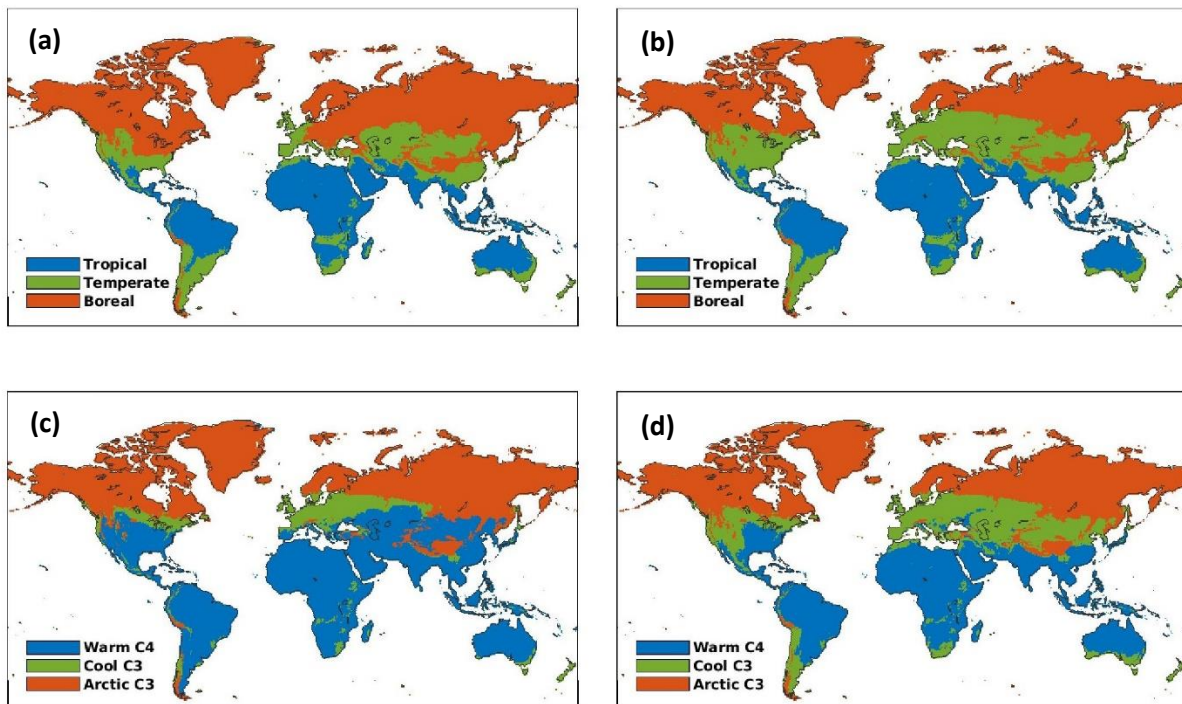 (a)
Tropical
Temperate
Boreal
(b)
Tropical
Temperate
Boreal
(c)
Warm C4
Cool C3
Arctic C3
(d)
Warm C4
Cool C3
Arctic C3